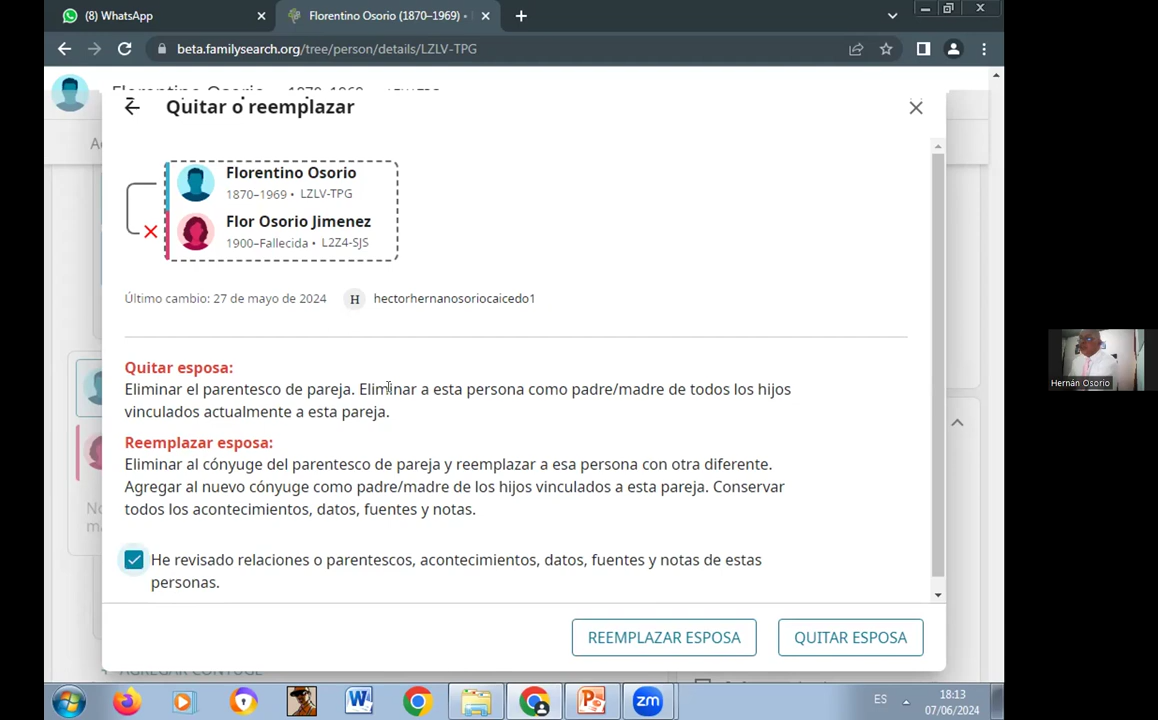 (8) WhatsApp
Florentino Osorio (1870–1969) •
beta.familysearch.org/tree/person/details/LZLV-TPG
Quitar o reemplazar
Florentino Osorio
1870–1969 • LZLV-TPG
Flor Osorio Jimenez
1900–Fallecida • L2Z4-SJS
Último cambio: 27 de mayo de 2024 H hectorhernanosoriocaicedo1
Hernán Osorio
Quitar esposa:
Eliminar el parentesco de pareja. Eliminar a esta persona como padre/madre de todos los hijos
vinculados actualmente a esta pareja.
Reemplazar esposa:
Eliminar al cónyuge del parentesco de pareja y reemplazar a esa persona con otra diferente.
Agregar al nuevo cónyuge como padre/madre de los hijos vinculados a esta pareja. Conservar
todos los acontecimientos, datos, fuentes y notas.
He revisado relaciones o parentescos, acontecimientos, datos, fuentes y notas de estas
personas.
REEMPLAZAR ESPOSA QUITAR ESPOSA
zm
ES
18:13
07/06/2024